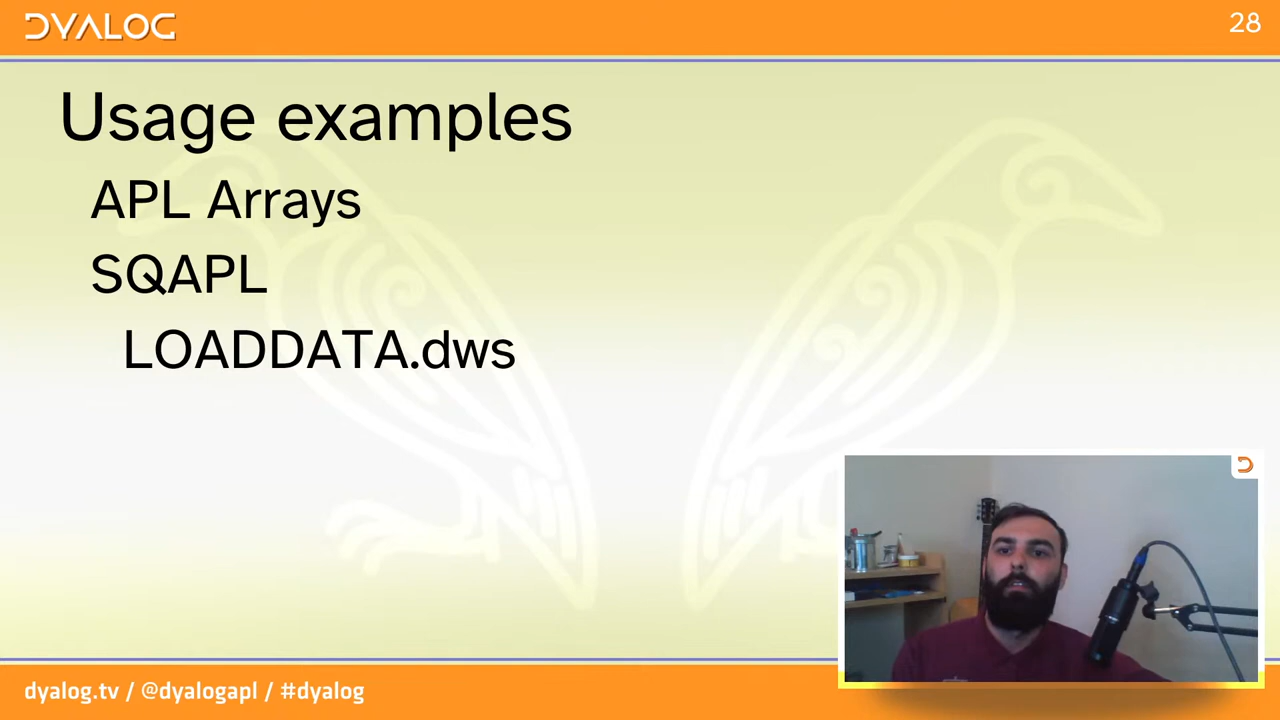 DYALOG
28
Usage examples
APL Arrays
SQAPL
LOADDATA.dws
dyalog.tv / @dyalogapl / #dyalog